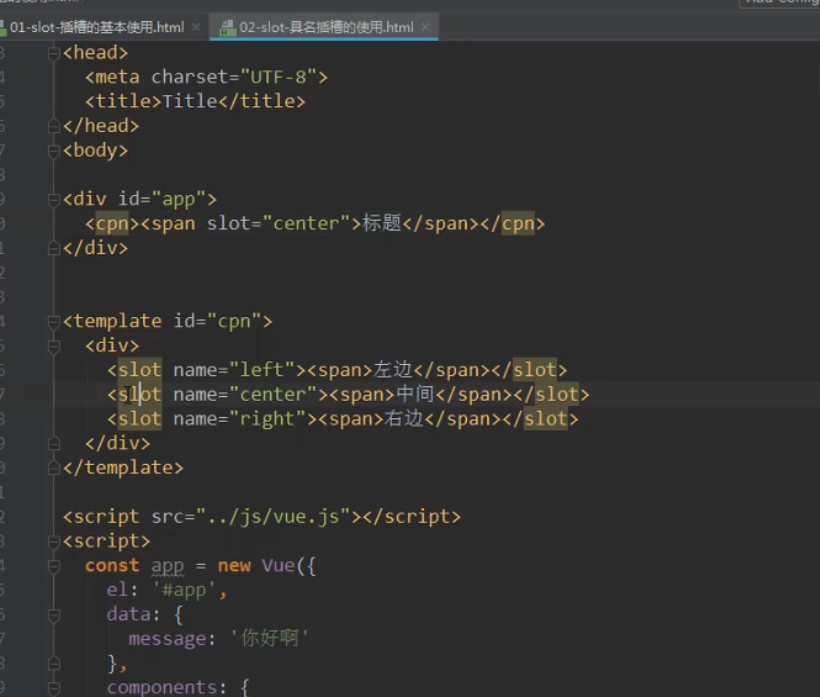 01-slot-插槽的基本使用.html × 02-slot-具名插槽的使用.html ×
<head>
<meta charset="UTF-8">
<title>Title</title>
</head>
<body>
<div id="app">
<cpn><span slot="center">标题</span></cpn>
</div>
<template id="cpn">
<div>
<slot name="left"><span>左边</span></slot>
<slot name="center"><span>中间</span></slot>
<slot name="right"><span>右边</span></slot>
</div>
</template>
<script src="../js/vue.js"></script>
<script>
const app = new Vue({
el: '#app',
data: {
message: '你好啊'
},
components: {